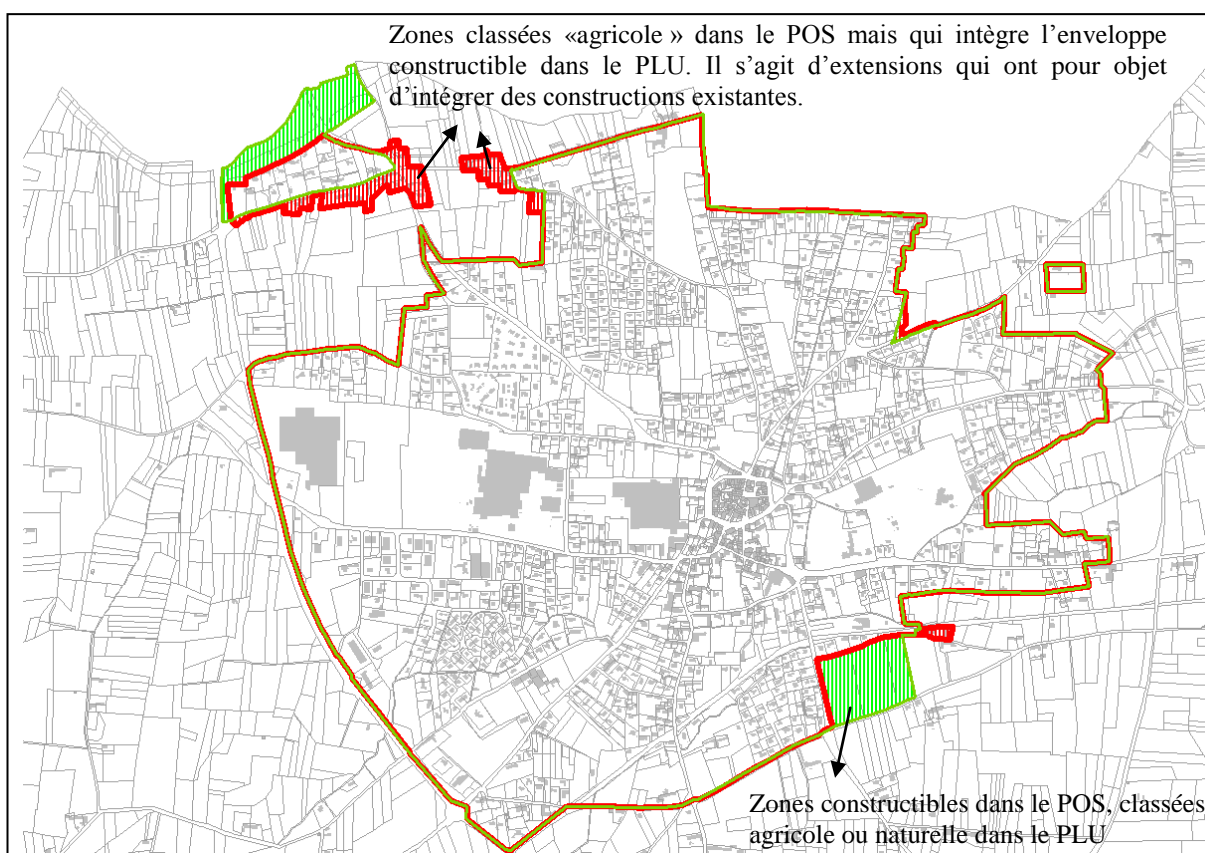 Zones classées «agricole » dans le POS mais qui intègre l’enveloppe
constructible dans le PLU. Il s’agit d’extensions qui ont pour objet
d’intégrer des constructions existantes.
Zones constructibles dans le POS, classées
agricole ou naturelle dans le PLU